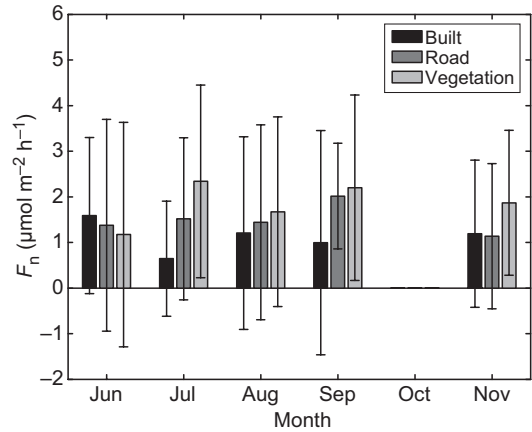 6
5
4
3
2
1
0
−1
−2
Fn (μmol m−2 h−1)
Built
Road
Vegetation
Jun Jul Aug Sep Oct Nov
Month